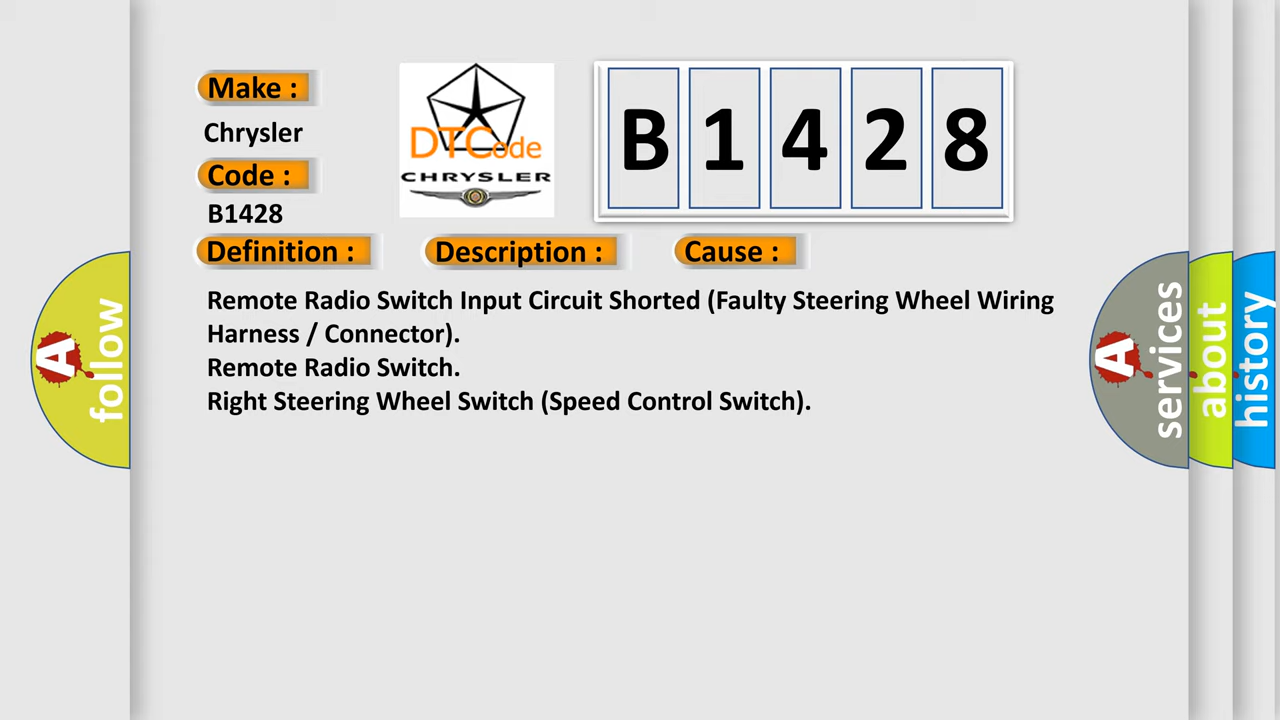 Make :
Chrysler
Code :
B1428
DTCode
CHRYSLER
B 1 4 2 8
Definition :
Description :
Cause :
Remote Radio Switch Input Circuit Shorted (Faulty Steering Wheel Wiring
Harness / Connector).
Remote Radio Switch.
Right Steering Wheel Switch (Speed Control Switch).
A follow
A services
about
history